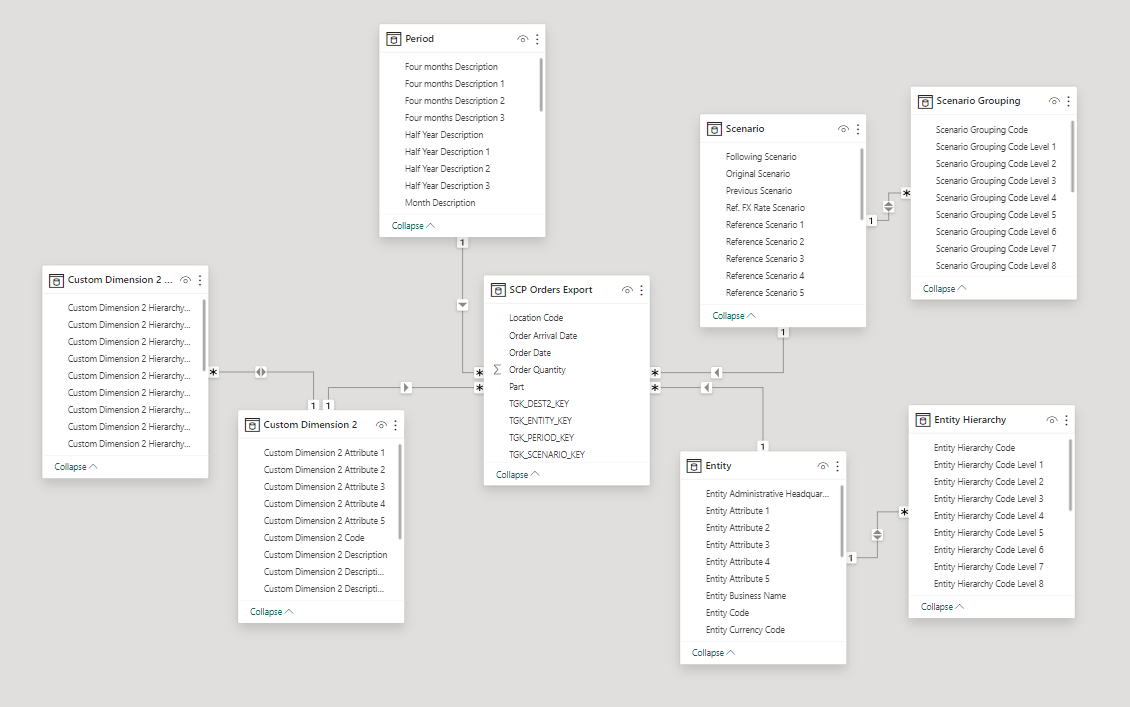 Period
Four months Description
Four months Description 1
Four months Description 2
Four months Description 3
Half Year Description
Half Year Description 1
Half Year Description 2
Half Year Description 3
Month Description
Collapse
1
Scenario Grouping
Scenario Grouping Code
Scenario Grouping Code Level 1
Scenario Grouping Code Level 2
Scenario Grouping Code Level 3
Scenario Grouping Code Level 4
Scenario Grouping Code Level 5
Scenario Grouping Code Level 6
Scenario Grouping Code Level 7
Scenario Grouping Code Level 8
Collapse
*
1
Scenario
Following Scenario
Original Scenario
Previous Scenario
Ref. FX Rate Scenario
Reference Scenario 1
Reference Scenario 2
Reference Scenario 3
Reference Scenario 4
Reference Scenario 5
Collapse
1
Custom Dimension 2 ...
Custom Dimension 2 Hierarchy...
Custom Dimension 2 Hierarchy...
Custom Dimension 2 Hierarchy...
Custom Dimension 2 Hierarchy...
Custom Dimension 2 Hierarchy...
Custom Dimension 2 Hierarchy...
Custom Dimension 2 Hierarchy...
Custom Dimension 2 Hierarchy...
Custom Dimension 2 Hierarchy...
Collapse
*
1 1
SCP Orders Export
Location Code
Order Arrival Date
Order Date
Σ Order Quantity
Part
TGK_DEST2_KEY
TGK_ENTITY_KEY
TGK_PERIOD_KEY
TGK_SCENARIO_KEY
Collapse
* *
* *
Custom Dimension 2
Custom Dimension 2 Attribute 1
Custom Dimension 2 Attribute 2
Custom Dimension 2 Attribute 3
Custom Dimension 2 Attribute 4
Custom Dimension 2 Attribute 5
Custom Dimension 2 Code
Custom Dimension 2 Description
Custom Dimension 2 Descripti...
Custom Dimension 2 Descripti...
Collapse
1
Entity
Entity Administrative Headquar...
Entity Attribute 1
Entity Attribute 2
Entity Attribute 3
Entity Attribute 4
Entity Attribute 5
Entity Business Name
Entity Code
Entity Currency Code
Collapse
1
*
Entity Hierarchy
Entity Hierarchy Code
Entity Hierarchy Code Level 1
Entity Hierarchy Code Level 2
Entity Hierarchy Code Level 3
Entity Hierarchy Code Level 4
Entity Hierarchy Code Level 5
Entity Hierarchy Code Level 6
Entity Hierarchy Code Level 7
Entity Hierarchy Code Level 8
Collapse